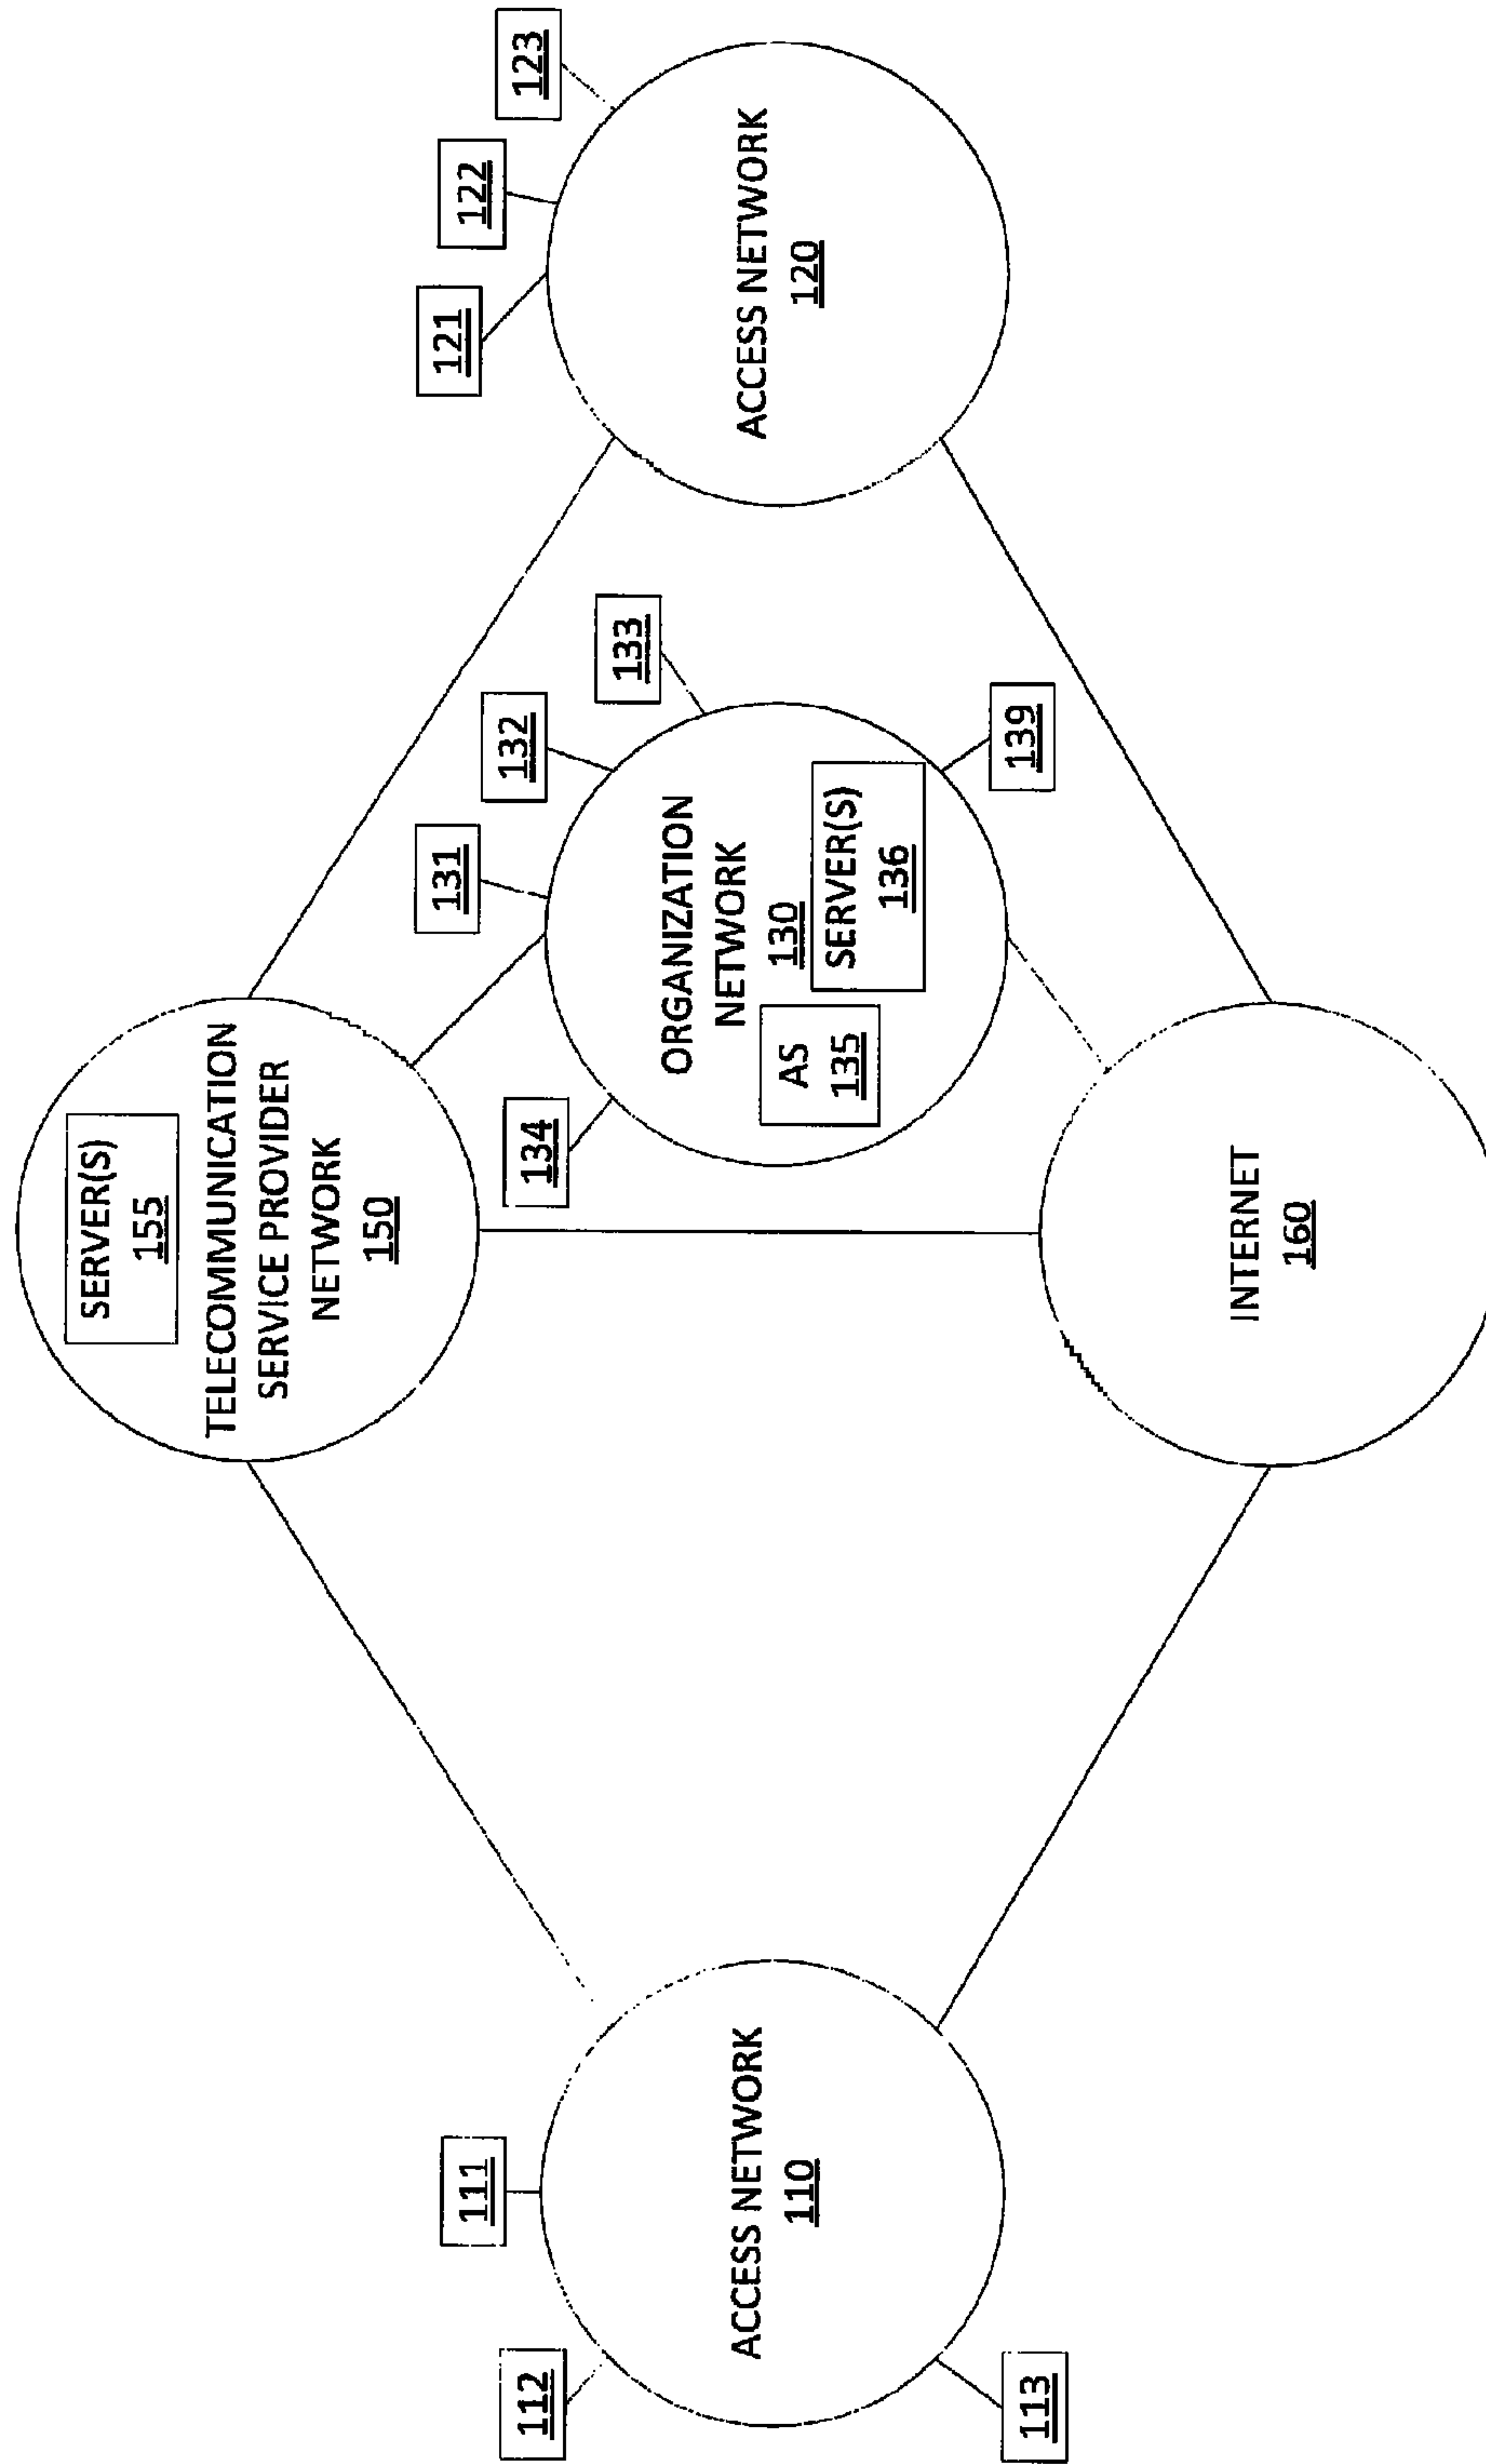 SERVER(S)
155
TELECOMMUNICATION
SERVICE PROVIDER
NETWORK
150
112
111
134
131
132
133
121
122
123
ACCESS NETWORK
110
ORGANIZATION
NETWORK
130
AS
135
SERVER(S)
136
ACCESS NETWORK
120
113
139
INTERNET
160